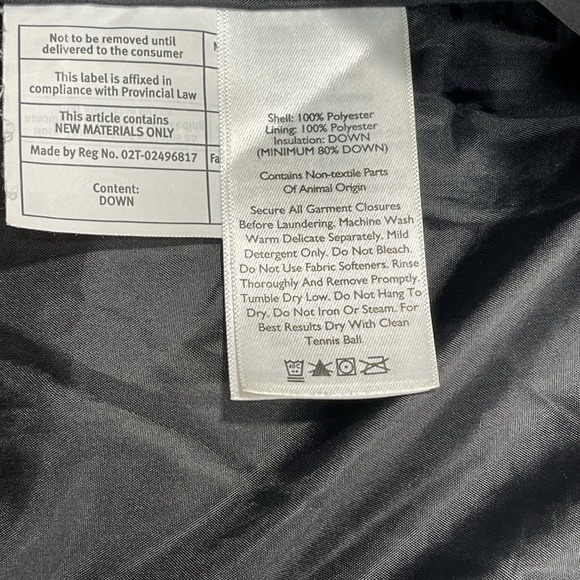 Not to be removed until
delivered to the consumer
This label is affixed in
compliance with Provincial Law
This article contains
NEW MATERIALS ONLY
Made by Reg No. 02T-02496817
Fa
Content:
DOWN
Shell: 100% Polyester
Lining: 100% Polyester
Insulation: DOWN
(MINIMUM 80% DOWN)
Contains Non-textile Parts
Of Animal Origin
Secure All Garment Closures
Before Laundering. Machine Wash
Warm Delicate Separately. Mild
Detergent Only. Do Not Bleach.
Do Not Use Fabric Softeners. Rinse
Thoroughly And Remove Promptly.
Tumble Dry Low. Do Not Hang To
Dry. Do Not Iron Or Steam. For
Best Results Dry With Clean
Tennis Ball.
40C